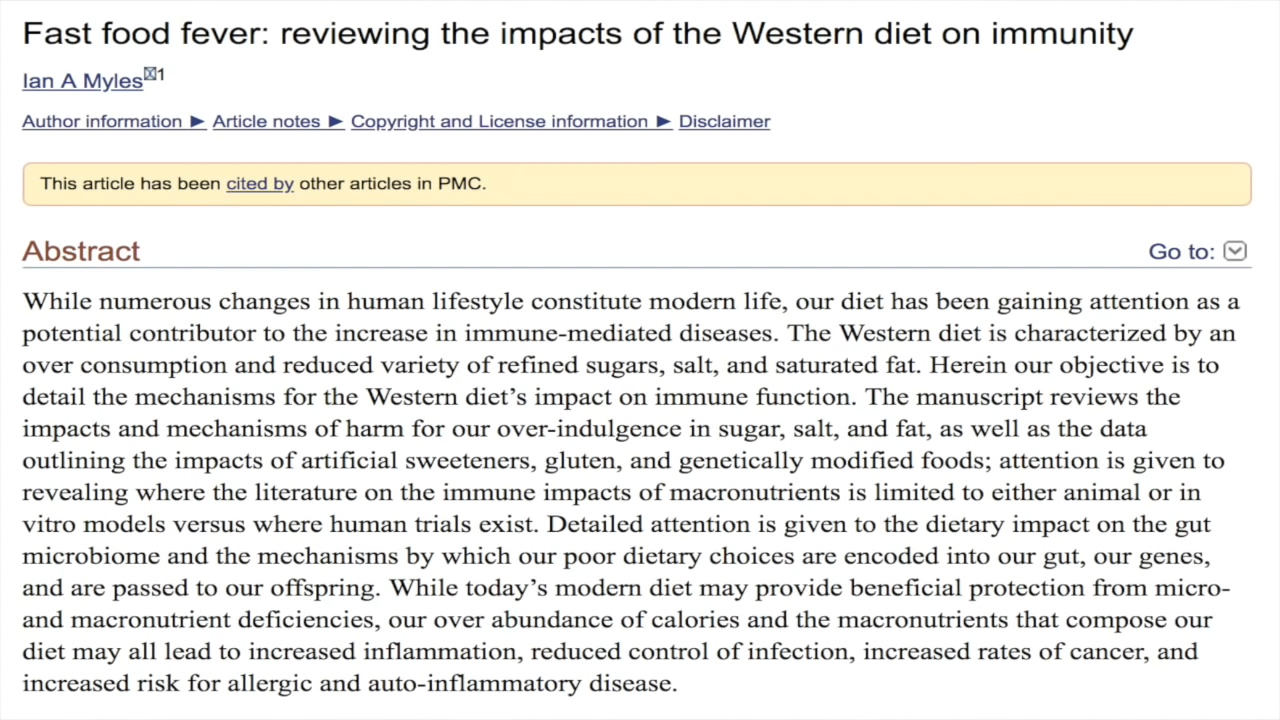 Fast food fever: reviewing the impacts of the Western diet on immunity
Ian A Myles✉1
Author information ► Article notes ► Copyright and License information ► Disclaimer
This article has been cited by other articles in PMC.
Abstract
Go to:
While numerous changes in human lifestyle constitute modern life, our diet has been gaining attention as a
potential contributor to the increase in immune-mediated diseases. The Western diet is characterized by an
over consumption and reduced variety of refined sugars, salt, and saturated fat. Herein our objective is to
detail the mechanisms for the Western diet’s impact on immune function. The manuscript reviews the
impacts and mechanisms of harm for our over-indulgence in sugar, salt, and fat, as well as the data
outlining the impacts of artificial sweeteners, gluten, and genetically modified foods; attention is given to
revealing where the literature on the immune impacts of macronutrients is limited to either animal or in
vitro models versus where human trials exist. Detailed attention is given to the dietary impact on the gut
microbiome and the mechanisms by which our poor dietary choices are encoded into our gut, our genes,
and are passed to our offspring. While today’s modern diet may provide beneficial protection from micro-
and macronutrient deficiencies, our over abundance of calories and the macronutrients that compose our
diet may all lead to increased inflammation, reduced control of infection, increased rates of cancer, and
increased risk for allergic and auto-inflammatory disease.